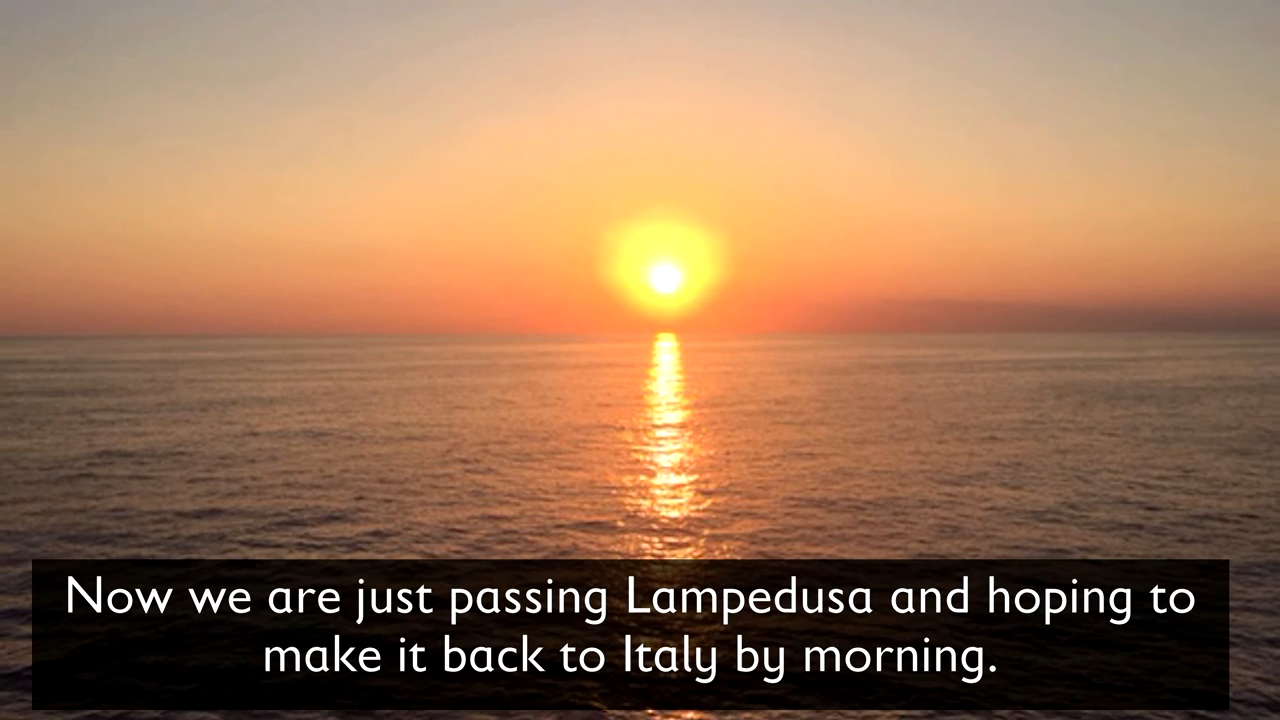 Now we are just passing Lampedusa and hoping to
make it back to Italy by morning.